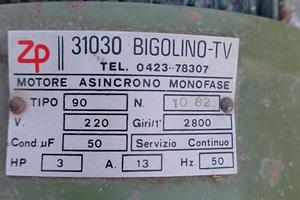 ZP 31030 BIGOLINO-TV
TEL. 0423-78307
MOTORE ASINCRONO MONOFASE
TIPO 90 N. 10 82
V. 220 Giri/1' 2800
Cond. µF 50 Servizio Continuo
HP 3 A. 13 Hz. 50